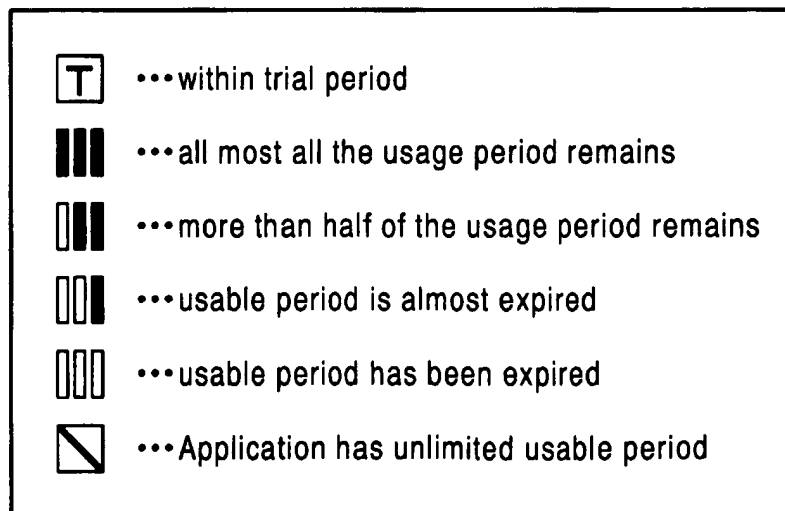 T •••within trial period
•••all most all the usage period remains
•••more than half of the usage period remains
•••usable period is almost expired
•••usable period has been expired
•••Application has unlimited usable period